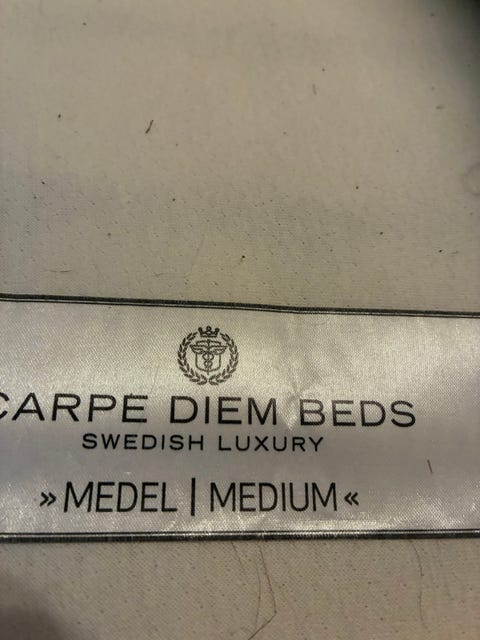 CARPE DIEM BEDS
SWEDISH LUXURY
» MEDEL | MEDIUM «